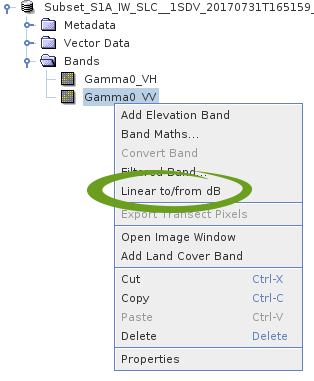 Subset_S1A_IW_SLC__1SDV_20170731T165159_
Metadata
Vector Data
Bands
Gamma0_VH
Gamma0_VV
Add Elevation Band
Band Maths...
Convert Band
Filtered Band...
Linear to/from dB
Export Transect Pixels
Open Image Window
Add Land Cover Band
Cut Ctrl-X
Copy Ctrl-C
Paste Ctrl-V
Delete Delete
Properties